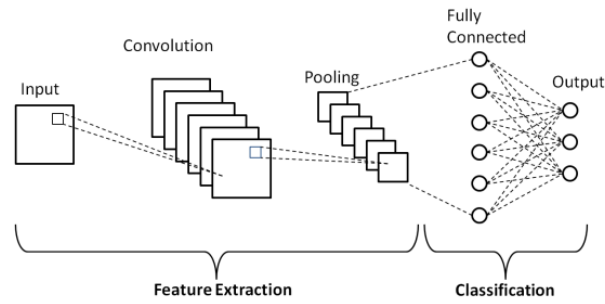 Input
Convolution
Pooling
Fully
Connected
Output
Feature Extraction
Classification